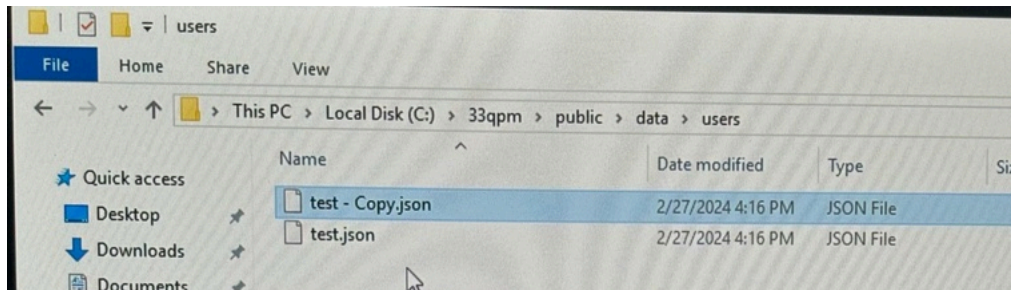 users
File Home Share View
This PC > Local Disk (C:) > 33qpm > public > data > users
Name Date modified Type
Quick access
test - Copy.json 2/27/2024 4:16 PM JSON File
Desktop
test.json 2/27/2024 4:16 PM JSON File
Downloads
Documents